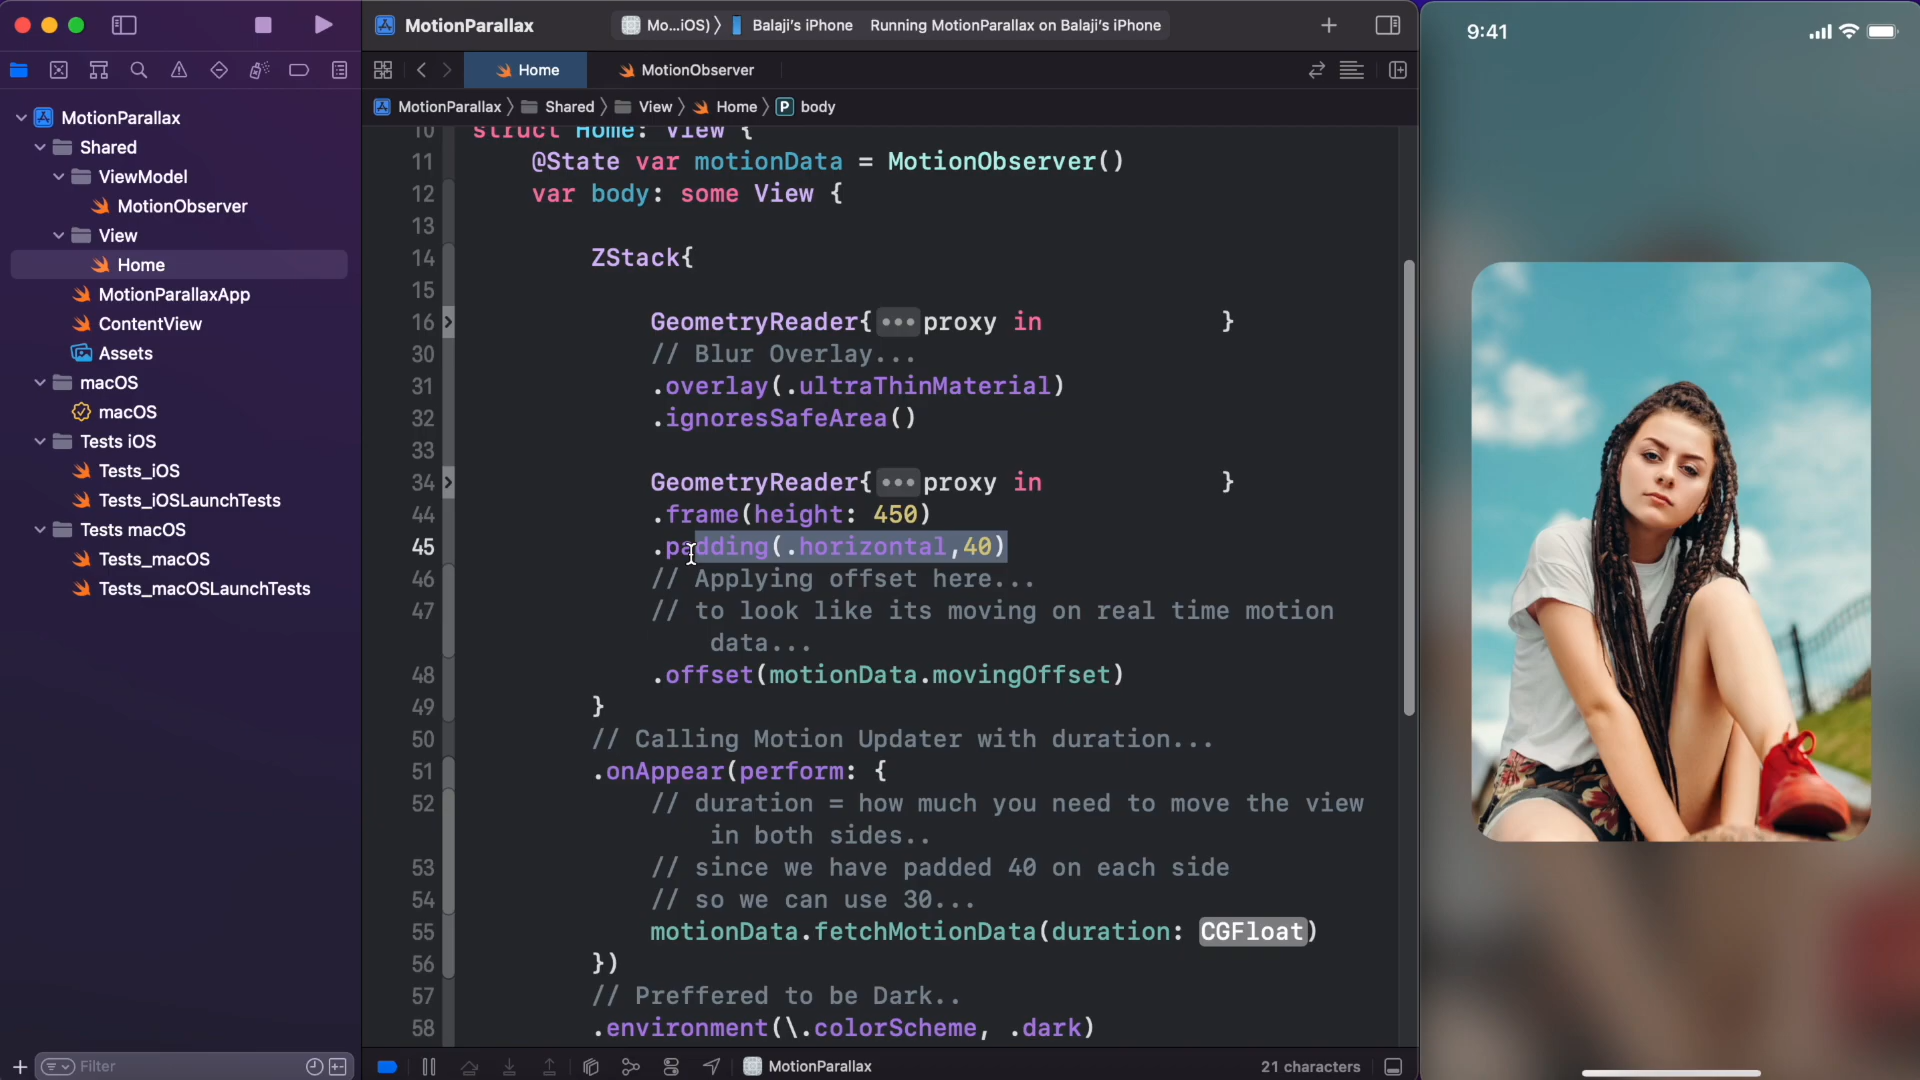 MotionParallax
Mo...iOS) 〉 Balaji's iPhone
Running MotionParallax on Balaji's iPhone
9:41
Home
MotionObserver
MotionParallax 〉 Shared 〉 View 〉 Home 〉 P body
MotionParallax
Shared
ViewModel
MotionObserver
View
Home
MotionParallaxApp
ContentView
Assets
macOS
macOS
Tests iOS
Tests_iOS
Tests_iOSLaunchTests
Tests macOS
Tests_macOS
Tests_macOSLaunchTests
Filter
10 struct Home: View {
11 @State var motionData = MotionObserver()
12 var body: some View {
13
14 ZStack{
15
16 GeometryReader{ ••• proxy in }
30 // Blur Overlay...
31 .overlay(.ultraThinMaterial)
32 .ignoresSafeArea()
33
34 GeometryReader{ ••• proxy in }
44 .frame(height: 450)
45 .padding(.horizontal,40)
46 // Applying offset here...
47 // to look like its moving on real time motion
data...
48 .offset(motionData.movingOffset)
49 }
50 // Calling Motion Updater with duration...
51 .onAppear(perform: {
52 // duration = how much you need to move the view
in both sides..
53 // since we have padded 40 on each side
54 // so we can use 30...
55 motionData.fetchMotionData(duration: CGFloat)
56 })
57 // Preffered to be Dark..
58 .environment(\.colorScheme, .dark)
MotionParallax
21 characters